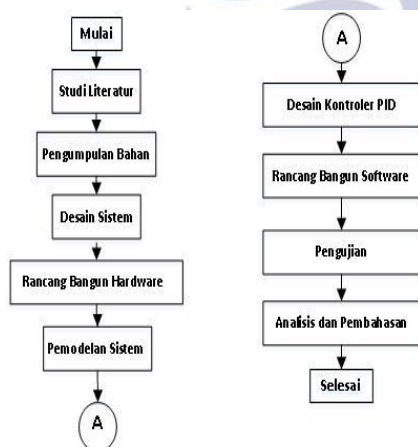 Mulai
Studi Literatur
Pengumpulan Bahan
Desain Sistem
Rancang Bangun Hardware
Pemodelan Sistem
A
A
Desain Kontroler PID
Rancang Bangun Software
Pengujian
Analisis dan Pembahasan
Selesai